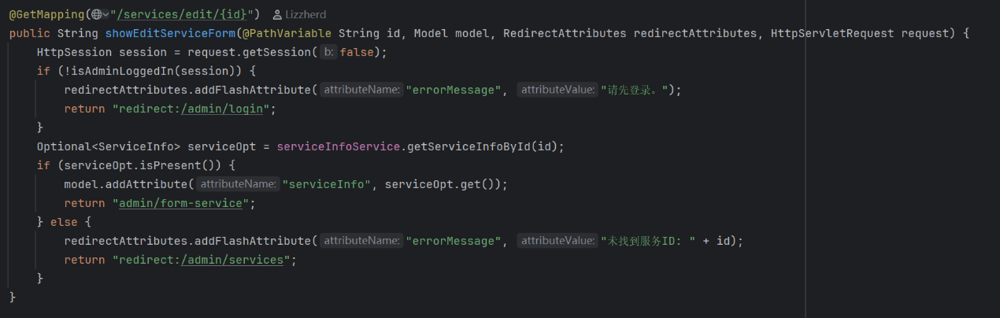 @GetMapping("/services/edit/{id}") Lizzherd
public String showEditServiceForm(@PathVariable String id, Model model, RedirectAttributes redirectAttributes, HttpServletRequest request) {
    HttpSession session = request.getSession( b: false);
    if (!isAdminLoggedIn(session)) {
        redirectAttributes.addFlashAttribute( attributeName: "errorMessage", attributeValue: "请先登录。");
        return "redirect:/admin/login";
    }
    Optional<ServiceInfo> serviceOpt = serviceInfoService.getServiceInfoById(id);
    if (serviceOpt.isPresent()) {
        model.addAttribute( attributeName: "serviceInfo", serviceOpt.get());
        return "admin/form-service";
    } else {
        redirectAttributes.addFlashAttribute( attributeName: "errorMessage", attributeValue: "未找到服务ID: " + id);
        return "redirect:/admin/services";
    }
}